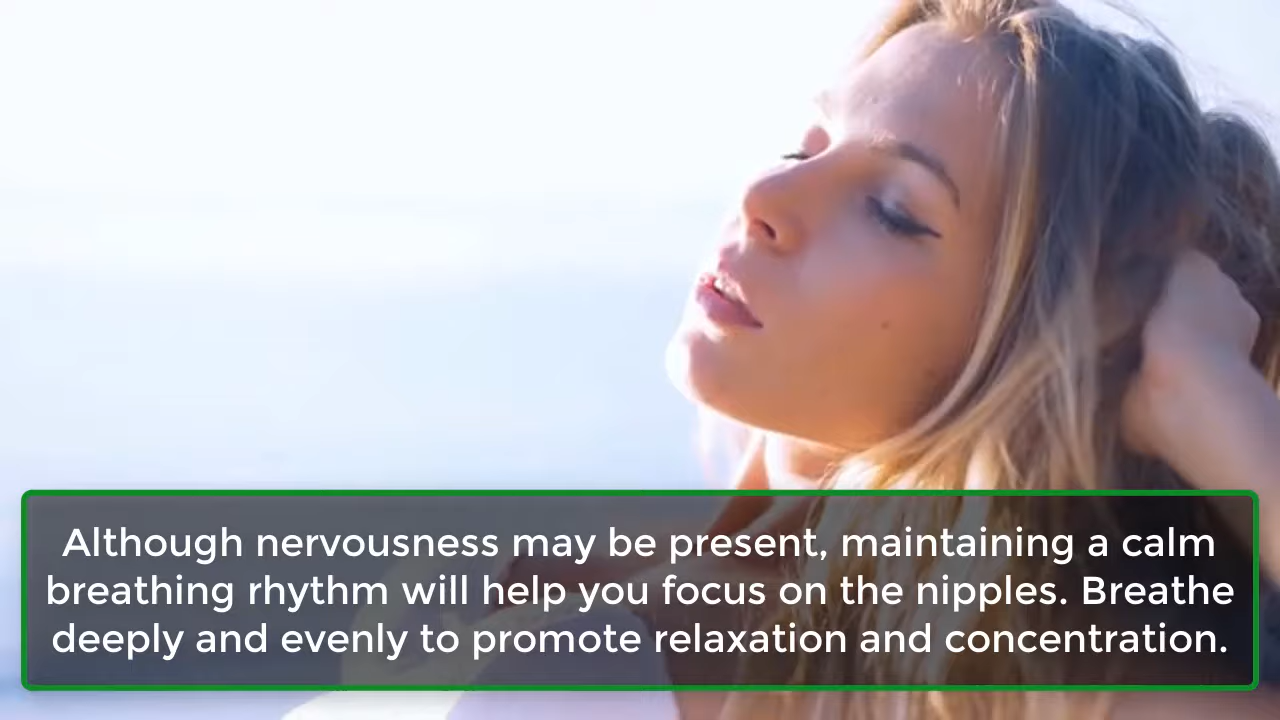 Although nervousness may be present, maintaining a calm
breathing rhythm will help you focus on the nipples. Breathe
deeply and evenly to promote relaxation and concentration.